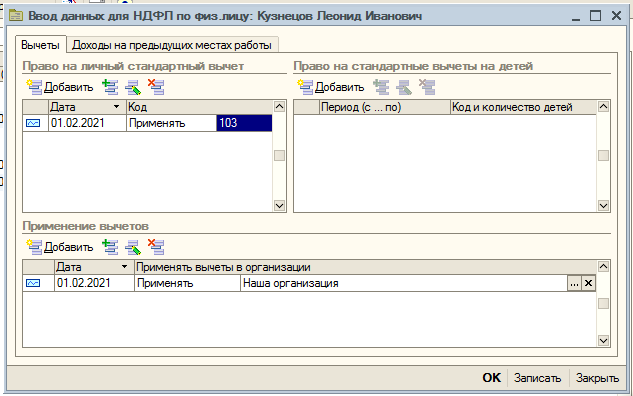 Ввод данных для НДФЛ по физ.лицу: Кузнецов Леонид Иванович
Вычеты Доходы на предыдущих местах работы
Право на личный стандартный вычет
Добавить
Дата Код
01.02.2021 Применять 103
Право на стандартные вычеты на детей
Добавить
Период (с ... по) Код и количество детей
Применение вычетов
Добавить
Дата Применять вычеты в организации
01.02.2021 Применять Наша организация ...
OK Записать Закрыть